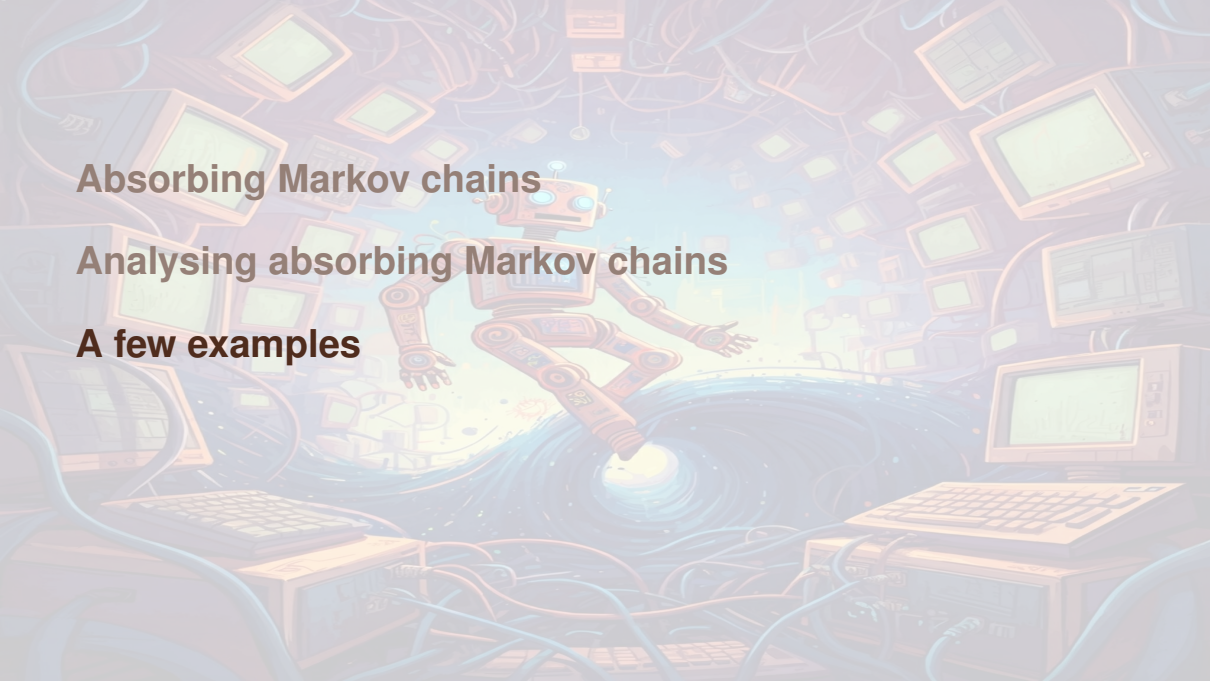 Absorbing Markov chains
Analysing absorbing Markov chains
A few examples